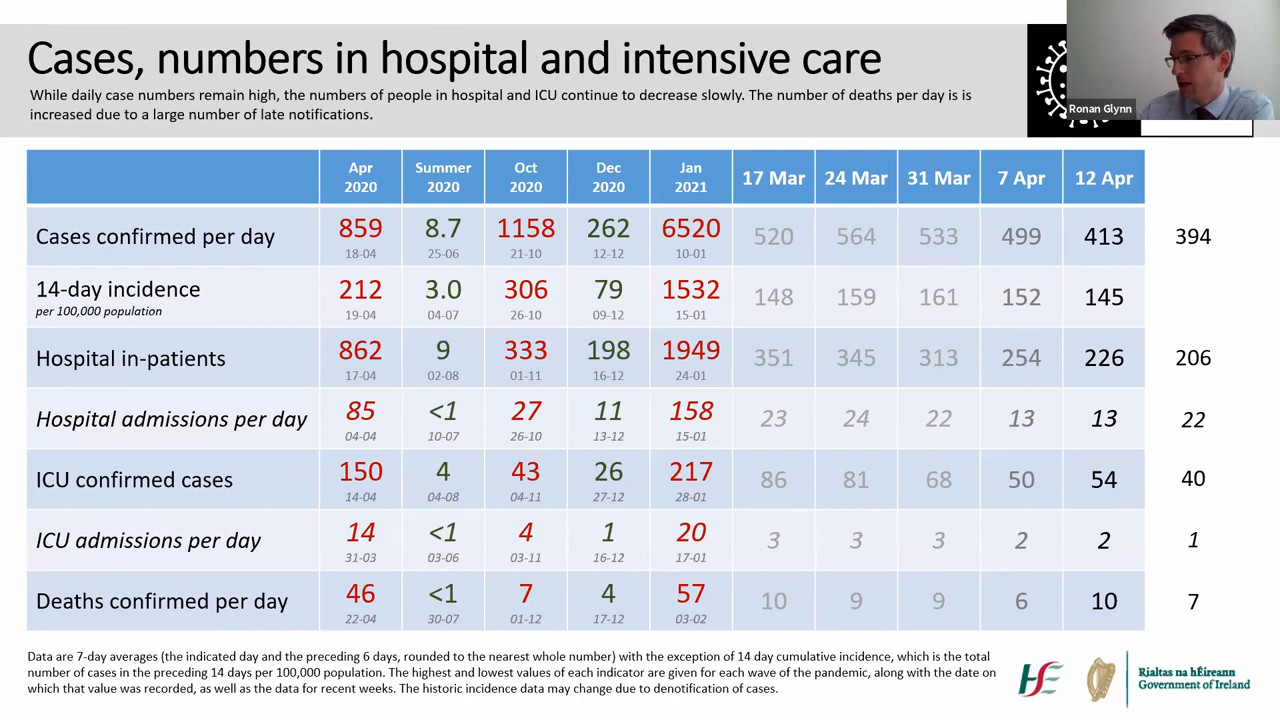 Cases, numbers in hospital and intensive care
While daily case numbers remain high, the numbers of people in hospital and ICU continue to decrease slowly. The number of deaths per day is is
increased due to a large number of late notifications.
Ronan Glynn
Apr 2020 Summer 2020 Oct 2020 Dec 2020 Jan 2021 17 Mar 24 Mar 31 Mar 7 Apr 12 Apr
Cases confirmed per day 859 8.7 1158 262 6520 520 564 533 499 413 394
18-04 25-06 21-10 12-12 10-01
14-day incidence 212 3.0 306 79 1532 148 159 161 152 145
per 100,000 population 19-04 04-07 26-10 09-12 15-01
Hospital in-patients 862 9 333 198 1949 351 345 313 254 226 206
17-04 02-08 01-11 16-12 24-01
Hospital admissions per day 85 <1 27 11 158 23 24 22 13 13 22
04-04 10-07 26-10 13-12 15-01
ICU confirmed cases 150 4 43 26 217 86 81 68 50 54 40
14-04 04-08 04-11 27-12 28-01
ICU admissions per day 14 <1 4 1 20 3 3 3 2 2 1
31-03 03-06 03-11 16-12 17-01
Deaths confirmed per day 46 <1 7 4 57 10 9 9 6 10 7
22-04 30-07 01-12 17-12 03-02
Data are 7-day averages (the indicated day and the preceding 6 days, rounded to the nearest whole number) with the exception of 14 day cumulative incidence, which is the total
number of cases in the preceding 14 days per 100,000 population. The highest and lowest values of each indicator are given for each wave of the pandemic, along with the date on
which that value was recorded, as well as the data for recent weeks. The historic incidence data may change due to denotification of cases.
HE
Rialtas na hÉireann
Government of Ireland